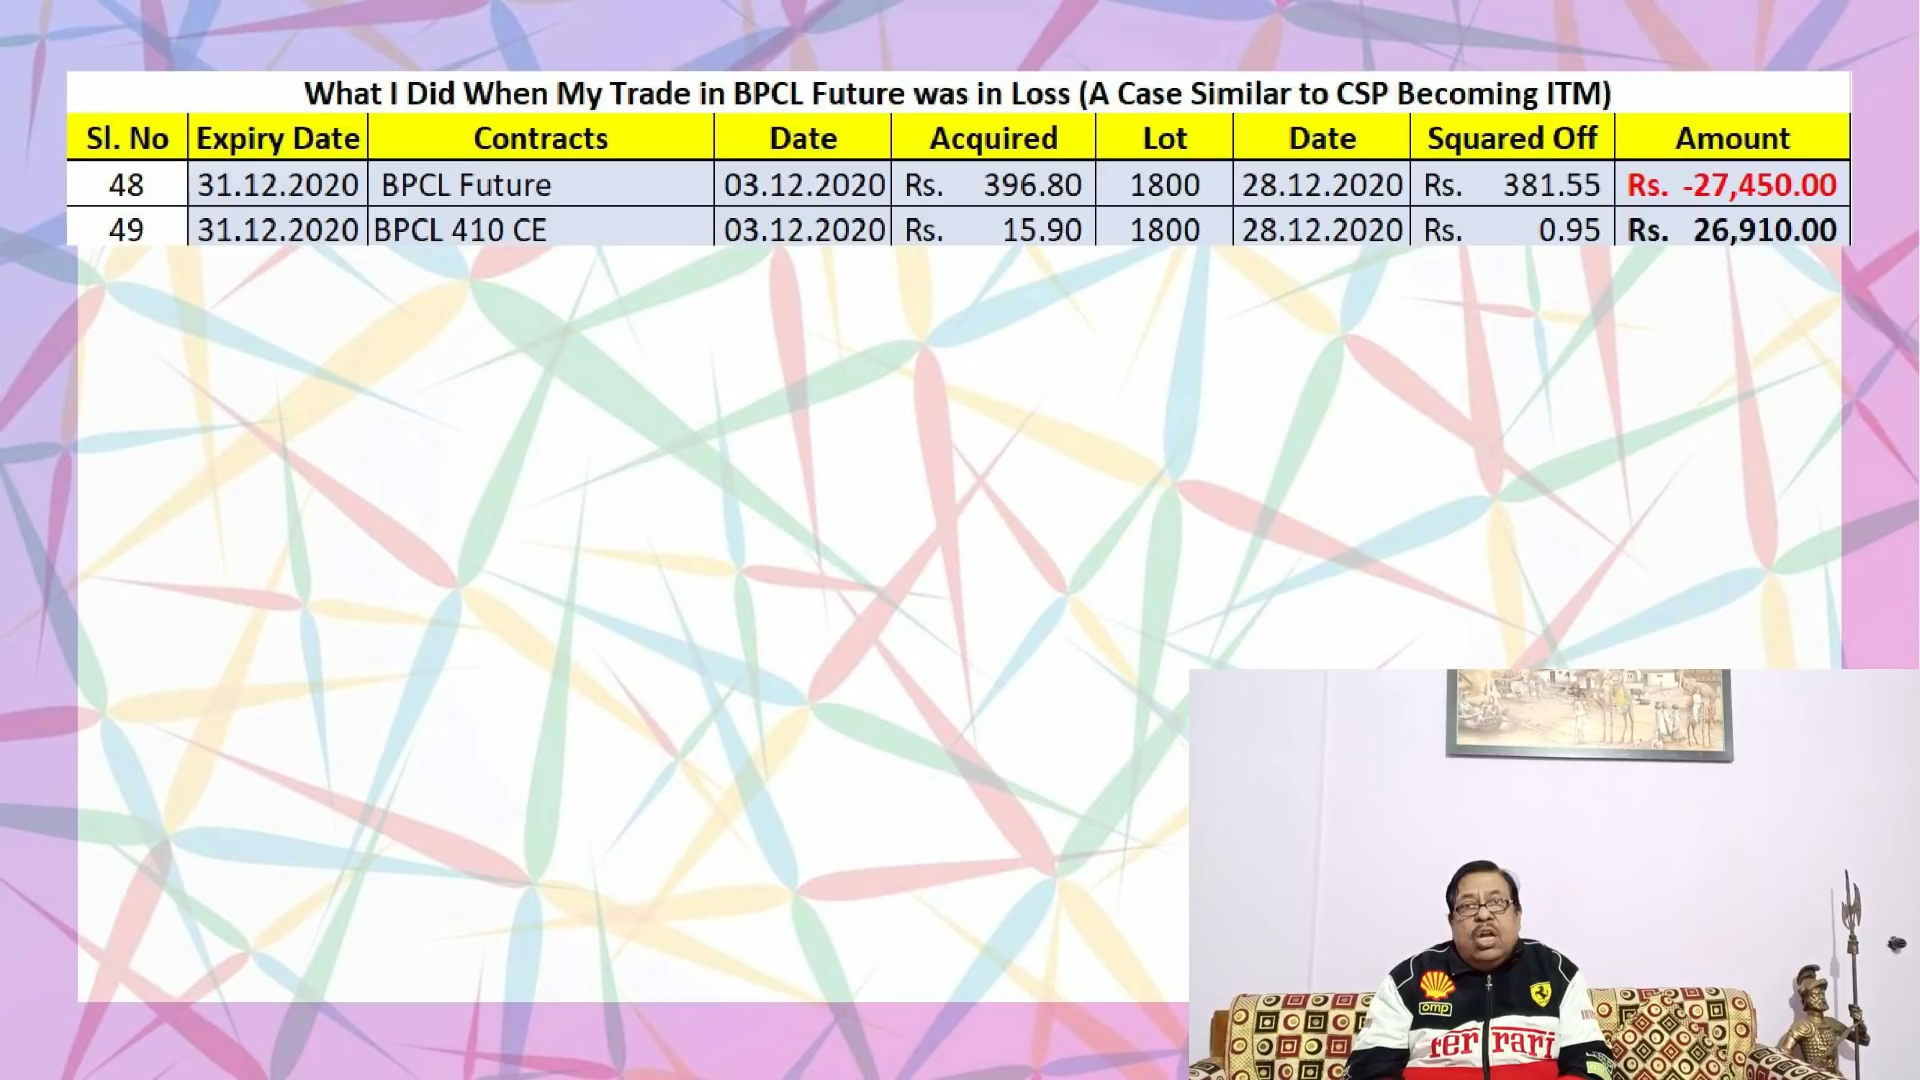 What I Did When My Trade in BPCL Future was in Loss (A Case Similar to CSP Becoming ITM)
Sl. No Expiry Date Contracts Date Acquired Lot Date Squared Off Amount
48 31.12.2020 BPCL Future 03.12.2020 Rs. 396.80 1800 28.12.2020 Rs. 381.55 Rs. -27,450.00
49 31.12.2020 BPCL 410 CE 03.12.2020 Rs. 15.90 1800 28.12.2020 Rs. 0.95 Rs. 26,910.00
omp
ferrari